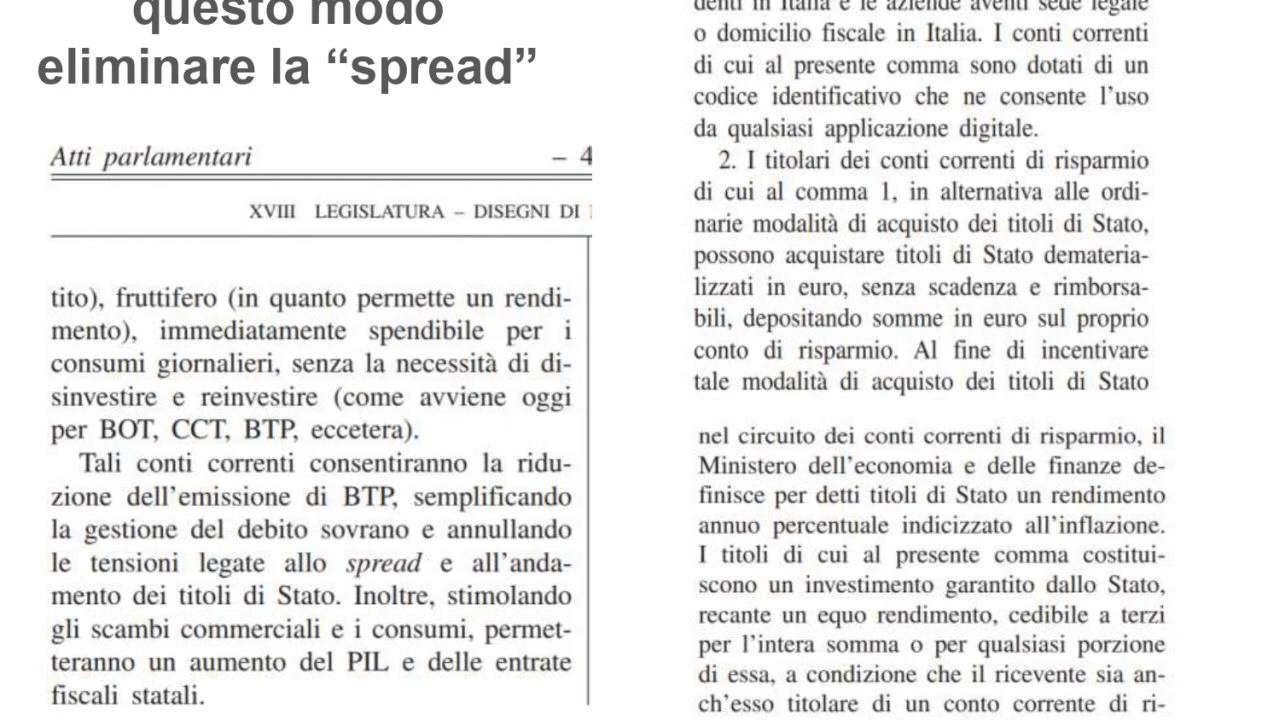 questo modo
eliminare la “spread”
Atti parlamentari – 4
XVIII LEGISLATURA – DISEGNI DI
tito), fruttifero (in quanto permette un rendi-
mento), immediatamente spendibile per i
consumi giornalieri, senza la necessità di di-
sinvestire e reinvestire (come avviene oggi
per BOT, CCT, BTP, eccetera).
Tali conti correnti consentiranno la ridu-
zione dell’emissione di BTP, semplificando
la gestione del debito sovrano e annullando
le tensioni legate allo spread e all’anda-
mento dei titoli di Stato. Inoltre, stimolando
gli scambi commerciali e i consumi, permet-
teranno un aumento del PIL e delle entrate
fiscali statali.
denti in Italia e le aziende aventi sede legale
o domicilio fiscale in Italia. I conti correnti
di cui al presente comma sono dotati di un
codice identificativo che ne consente l’uso
da qualsiasi applicazione digitale.
2. I titolari dei conti correnti di risparmio
di cui al comma 1, in alternativa alle ordi-
narie modalità di acquisto dei titoli di Stato,
possono acquistare titoli di Stato demateria-
lizzati in euro, senza scadenza e rimborsa-
bili, depositando somme in euro sul proprio
conto di risparmio. Al fine di incentivare
tale modalità di acquisto dei titoli di Stato
nel circuito dei conti correnti di risparmio, il
Ministero dell’economia e delle finanze de-
finisce per detti titoli di Stato un rendimento
annuo percentuale indicizzato all’inflazione.
I titoli di cui al presente comma costitui-
scono un investimento garantito dallo Stato,
recante un equo rendimento, cedibile a terzi
per l’intera somma o per qualsiasi porzione
di essa, a condizione che il ricevente sia an-
ch’esso titolare di un conto corrente di ri-